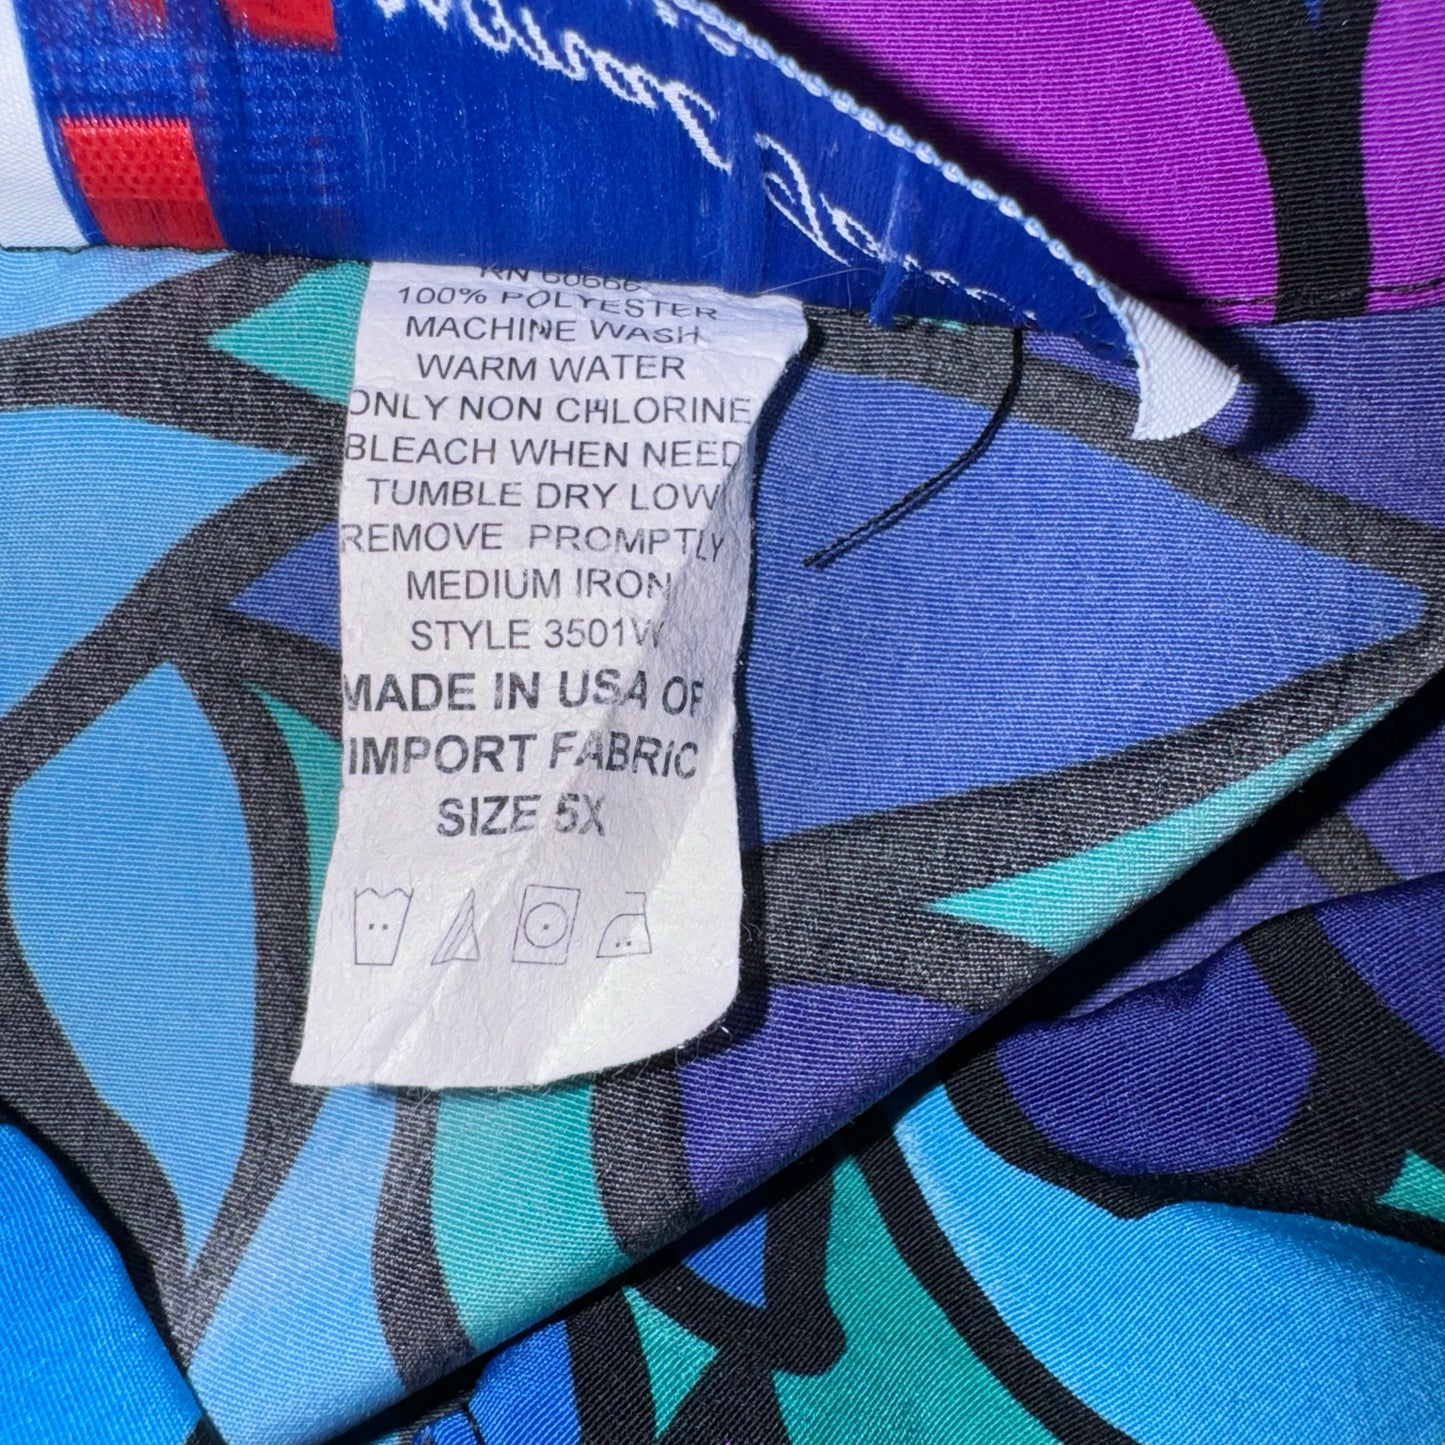 100% POLYESTER
MACHINE WASH
WARM WATER
ONLY NON CHLORINE
BLEACH WHEN NEED
TUMBLE DRY LOW
REMOVE PROMPTLY
MEDIUM IRON
STYLE 3501W
MADE IN USA OF
IMPORT FABRIC
SIZE 5X